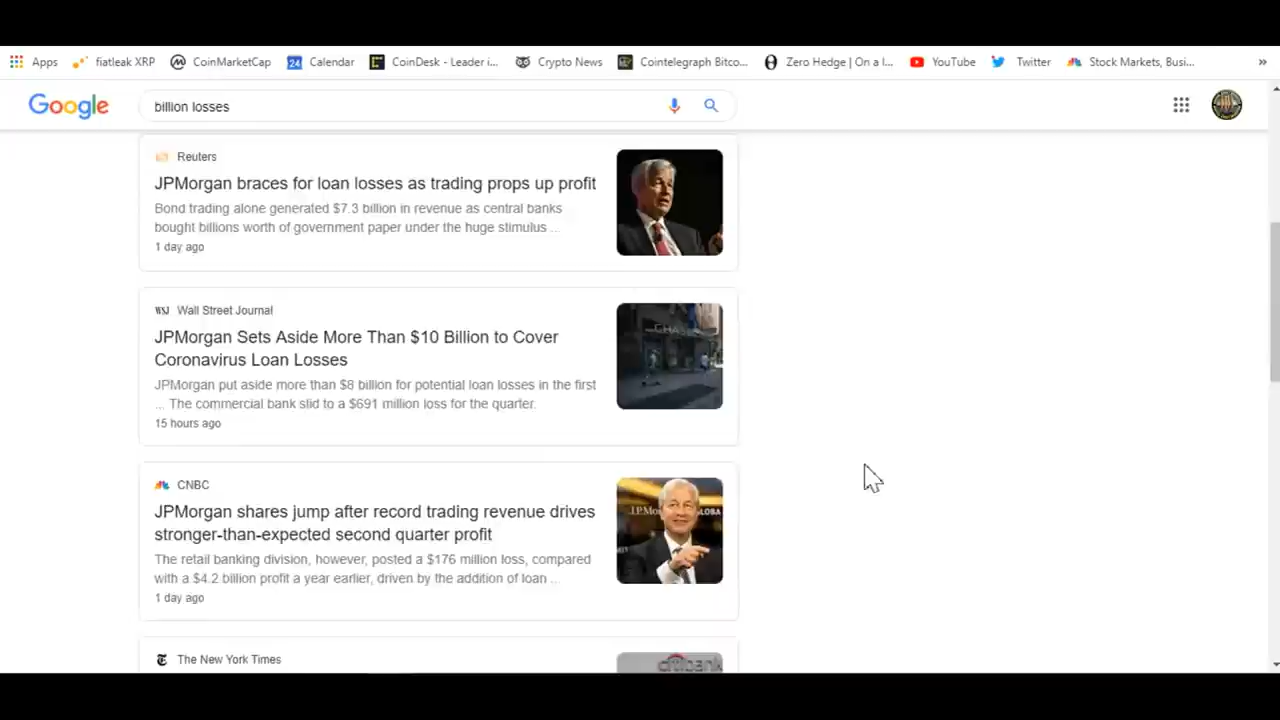 Apps fiatleak XRP CoinMarketCap 24 Calendar CoinDesk - Leader i... Crypto News Cointelegraph Bitco... Zero Hedge | On a l... YouTube Twitter Stock Markets, Busi... »
Google billion losses
Reuters
JPMorgan braces for loan losses as trading props up profit
Bond trading alone generated $7.3 billion in revenue as central banks
bought billions worth of government paper under the huge stimulus ...
1 day ago
WSJ Wall Street Journal
JPMorgan Sets Aside More Than $10 Billion to Cover
Coronavirus Loan Losses
JPMorgan put aside more than $8 billion for potential loan losses in the first
... The commercial bank slid to a $691 million loss for the quarter.
15 hours ago
CHASE
CNBC
JPMorgan shares jump after record trading revenue drives
stronger-than-expected second quarter profit
The retail banking division, however, posted a $176 million loss, compared
with a $4.2 billion profit a year earlier, driven by the addition of loan ...
1 day ago
J.P.Mo
The New York Times
citibank